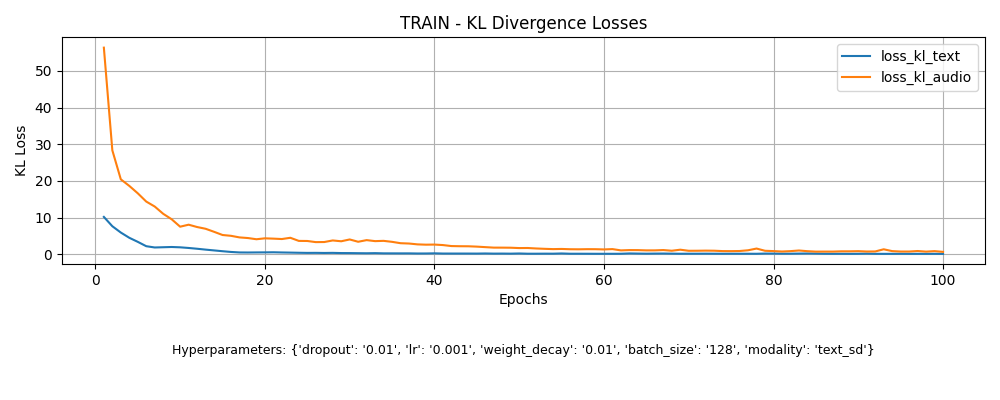 TRAIN - KL Divergence Losses
loss_kl_text
loss_kl_audio
KL Loss
50
40
30
20
10
0
0 20 40 60 80 100
Epochs
Hyperparameters: {'dropout': '0.01', 'lr': '0.001', 'weight_decay': '0.01', 'batch_size': '128', 'modality': 'text_sd'}